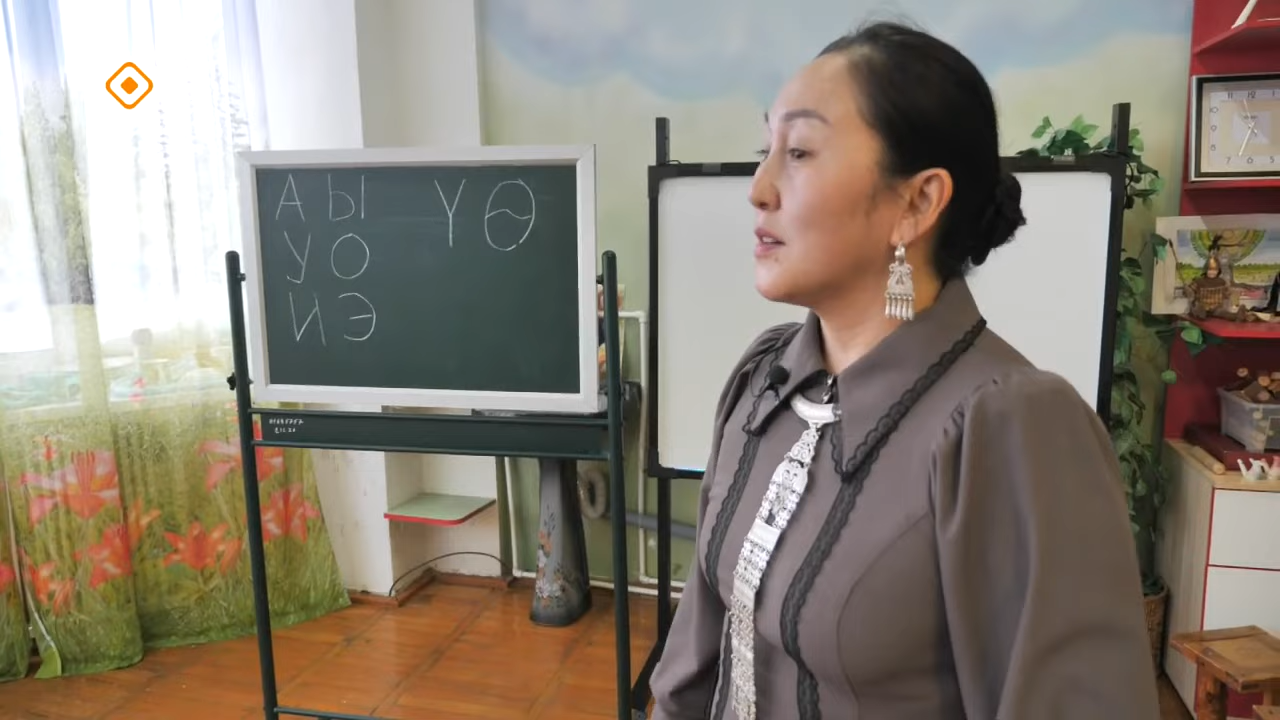 А Ы Ү Ө
У О
И Э